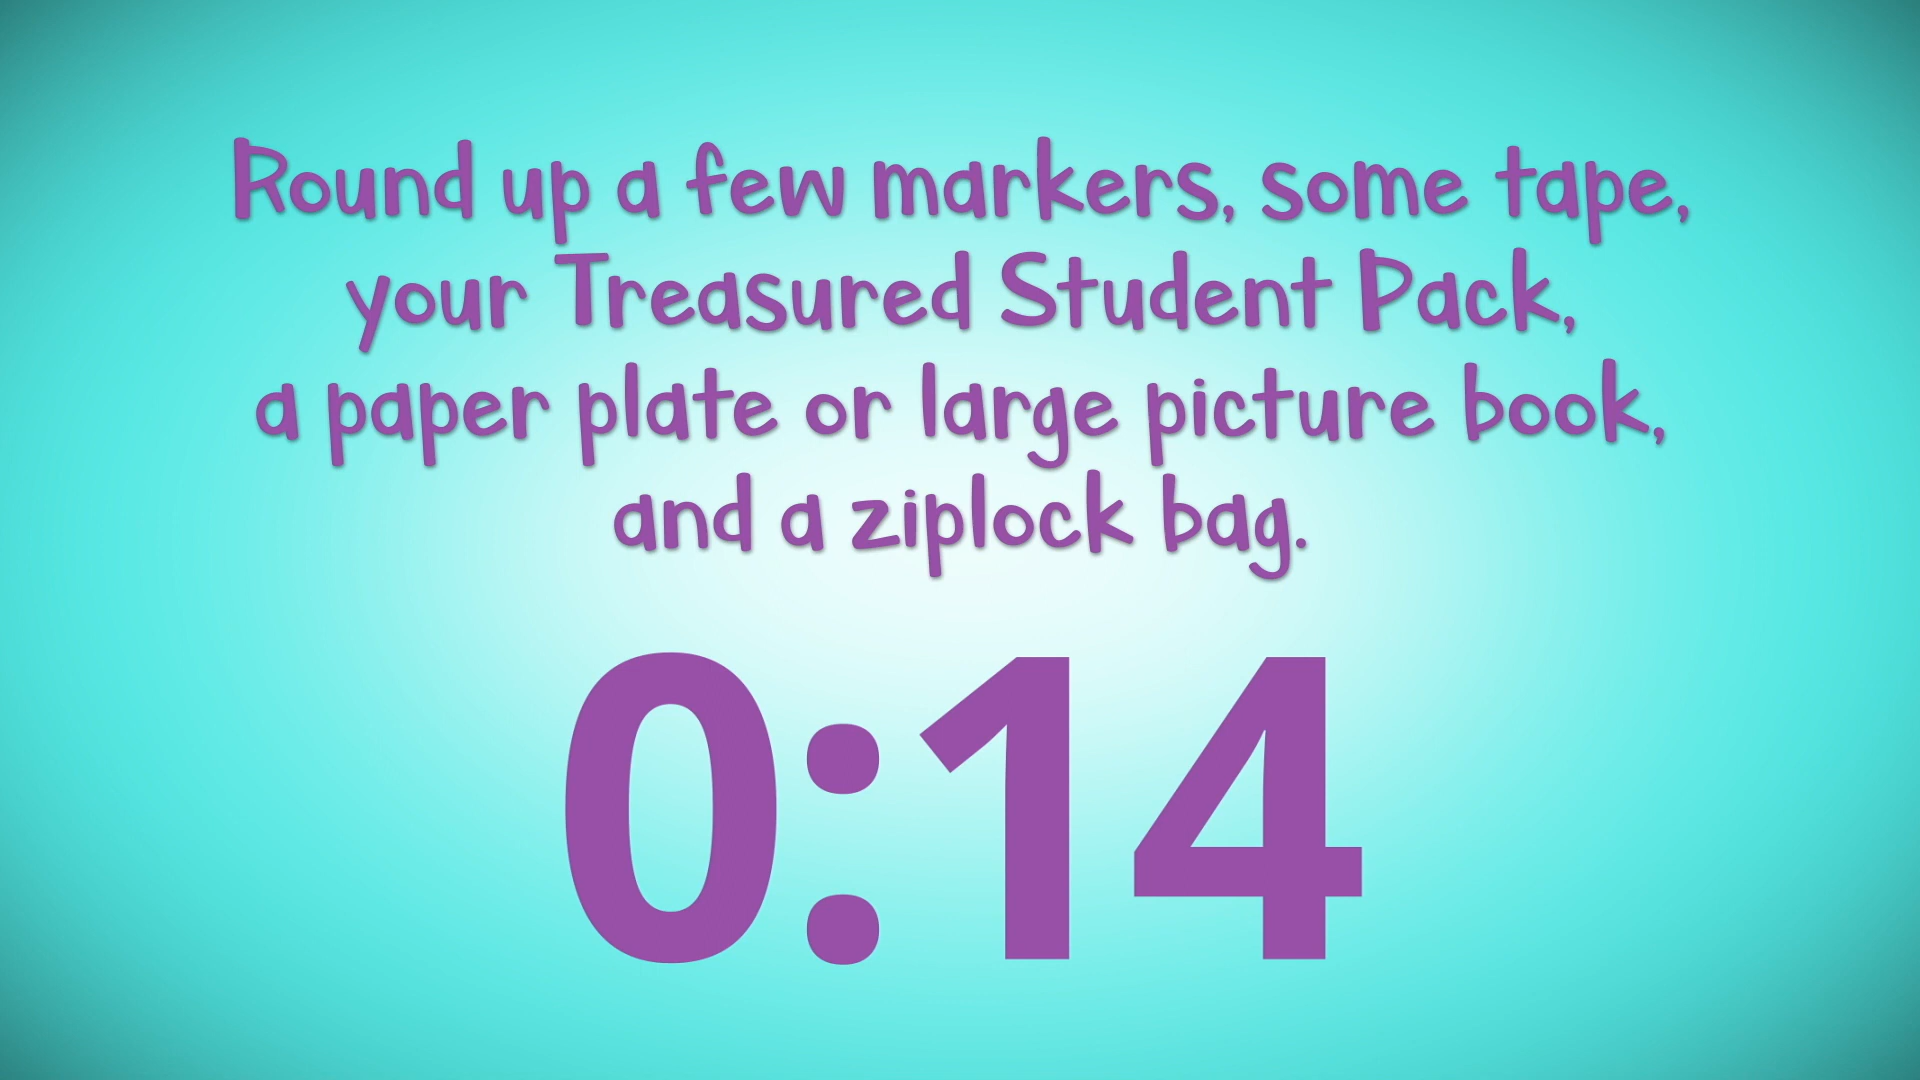 Round up a few markers, some tape,
your Treasured Student Pack,
a paper plate or large picture book,
and a ziplock bag.
0:14